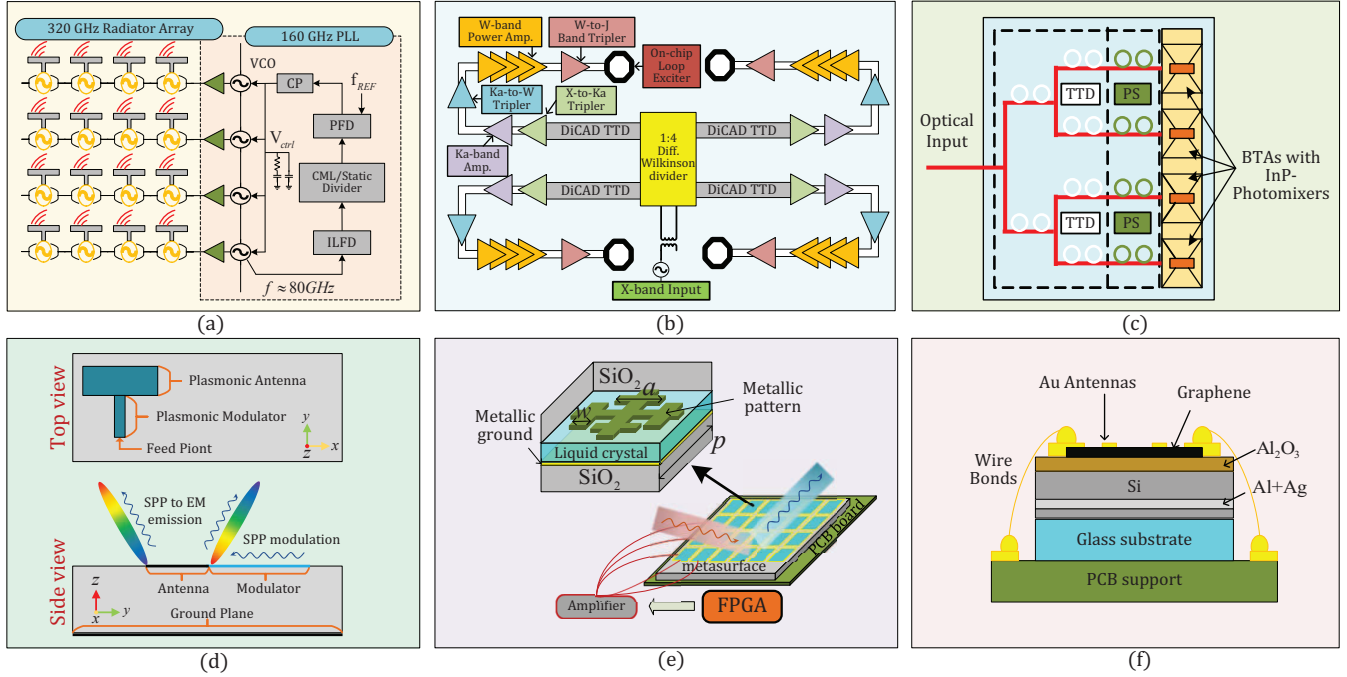 320 GHz Radiator Array
160 GHz PLL
VCO
CP
f_REF
PFD
V_ctrl
CML/Static
Divider
ILFD
f ≈ 80GHz
(a)
W-band
Power Amp.
W-to-J
Band Tripler
On-chip
Loop
Exciter
Ka-to-W
Tripler
X-to-Ka
Tripler
DiCAD TTD
DiCAD TTD
1:4
Diff.
Wilkinson
divider
Ka-band
Amp.
DiCAD TTD
DiCAD TTD
X-band Input
(b)
Optical
Input
TTD
PS
BTAs with
InP-
Photomixers
TTD
PS
(c)
Top view
Plasmonic Antenna
Plasmonic Modulator
Feed Piont
y
z
x
SPP to EM
emission
SPP modulation
Side view
Antenna
Modulator
z
x
y
Ground Plane
(d)
SiO₂
a
w
Metallic
pattern
Metallic
ground
Liquid crystal
p
SiO₂
PCB board
metasurface
Amplifier
FPGA
(e)
Au Antennas
Graphene
Wire
Bonds
Al₂O₃
Si
Al+Ag
Glass substrate
PCB support
(f)